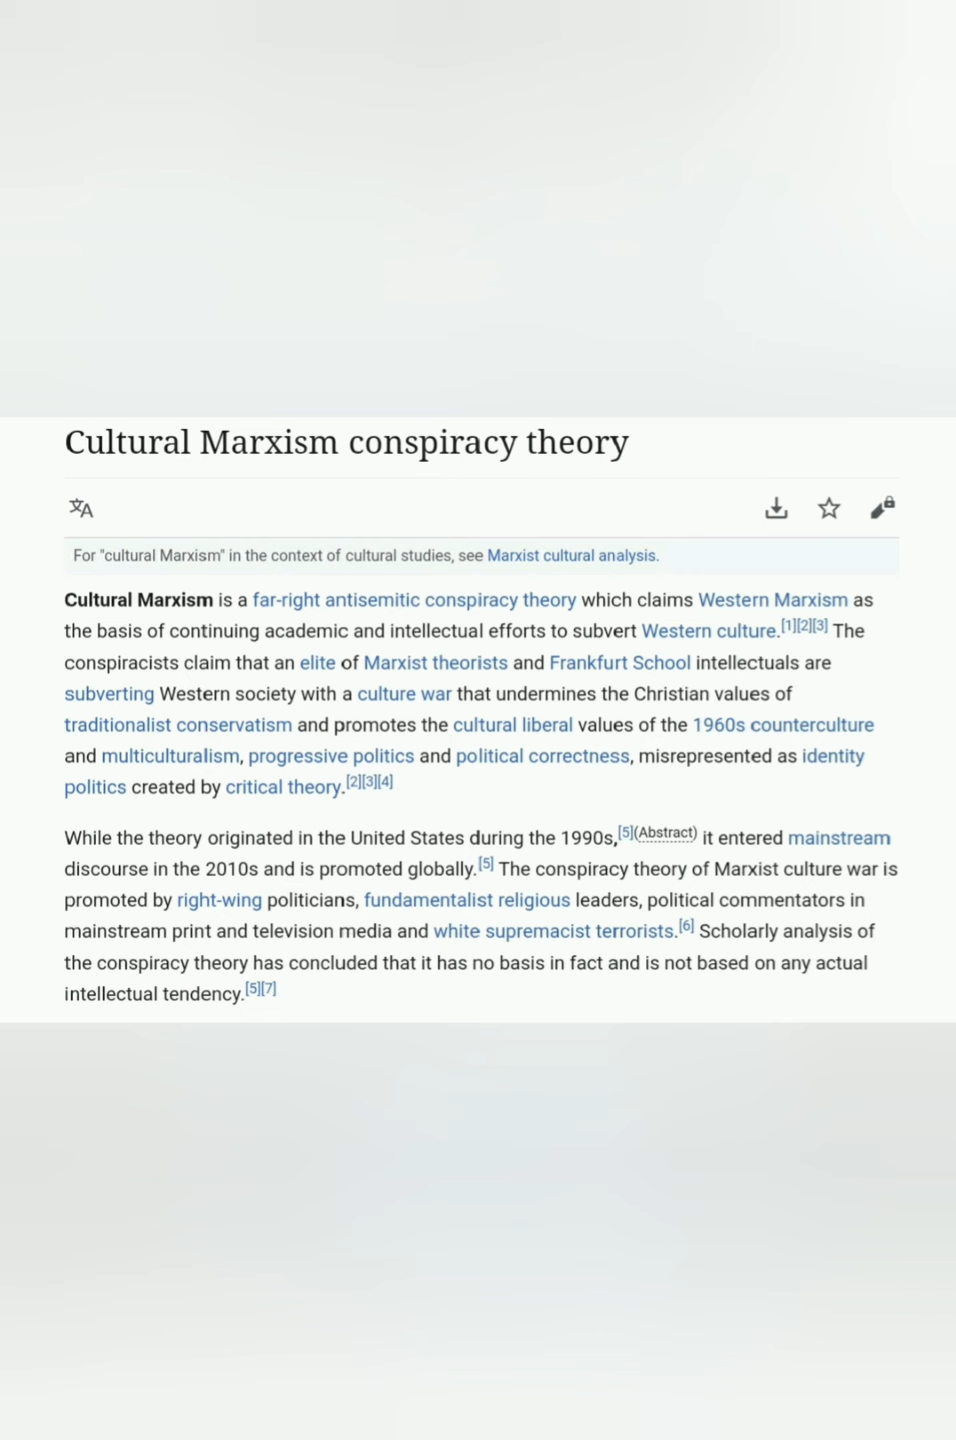 Cultural Marxism conspiracy theory
For "cultural Marxism" in the context of cultural studies, see Marxist cultural analysis.
Cultural Marxism is a far-right antisemitic conspiracy theory which claims Western Marxism as
the basis of continuing academic and intellectual efforts to subvert Western culture.[1][2][3] The
conspiracists claim that an elite of Marxist theorists and Frankfurt School intellectuals are
subverting Western society with a culture war that undermines the Christian values of
traditionalist conservatism and promotes the cultural liberal values of the 1960s counterculture
and multiculturalism, progressive politics and political correctness, misrepresented as identity
politics created by critical theory.[2][3][4]
While the theory originated in the United States during the 1990s,[5](Abstract) it entered mainstream
discourse in the 2010s and is promoted globally.[5] The conspiracy theory of Marxist culture war is
promoted by right-wing politicians, fundamentalist religious leaders, political commentators in
mainstream print and television media and white supremacist terrorists.[6] Scholarly analysis of
the conspiracy theory has concluded that it has no basis in fact and is not based on any actual
intellectual tendency.[5][7]